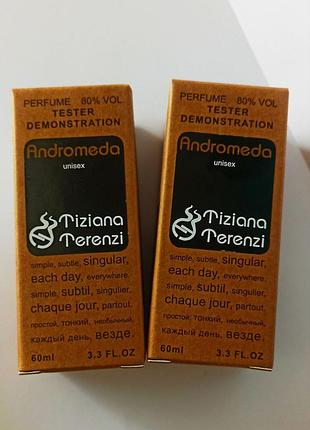 PERFUME 80% VOL
TESTER
DEMONSTRATION
Andromeda
unisex
Tiziana
Terenzi
simple, subtle, singular,
each day, everywhere.
simple, subtil, singulier,
chaque jour, partout.
простой, тонкий, необычный,
каждый день, везде.
60ml 3.3 FL.OZ
PERFUME 80% VOL
TESTER
DEMONSTRATION
Andromeda
unisex
Tiziana
Terenzi
simple, subtle, singular,
each day, everywhere.
simple, subtil, singulier,
chaque jour, partout.
простой, тонкий, необычный,
каждый день, везде.
60ml 3.3 FL.OZ